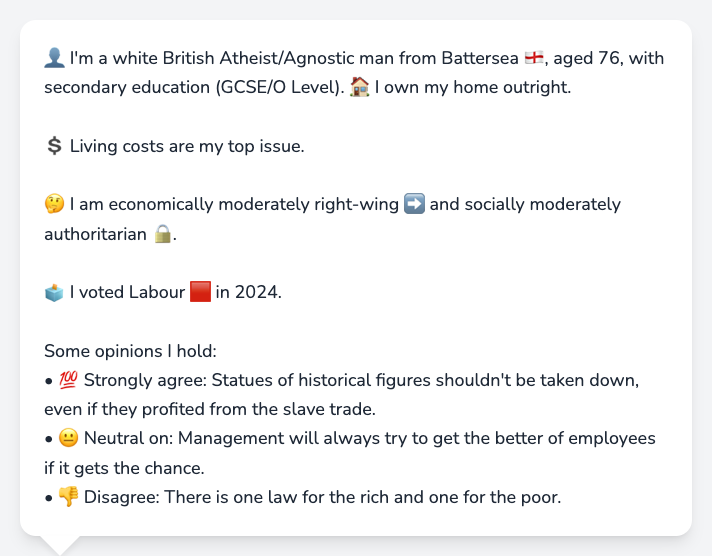 👤 I'm a white British Atheist/Agnostic man from Battersea 🏴󠁧󠁢󠁥󠁮󠁧󠁿, aged 76, with
secondary education (GCSE/O Level). 🏠 I own my home outright.
💲 Living costs are my top issue.
🤔 I am economically moderately right-wing ➡️ and socially moderately
authoritarian 🔒.
🗳️ I voted Labour 🟥 in 2024.
Some opinions I hold:
• 💯 Strongly agree: Statues of historical figures shouldn't be taken down,
even if they profited from the slave trade.
• 😐 Neutral on: Management will always try to get the better of employees
if it gets the chance.
• 👎 Disagree: There is one law for the rich and one for the poor.